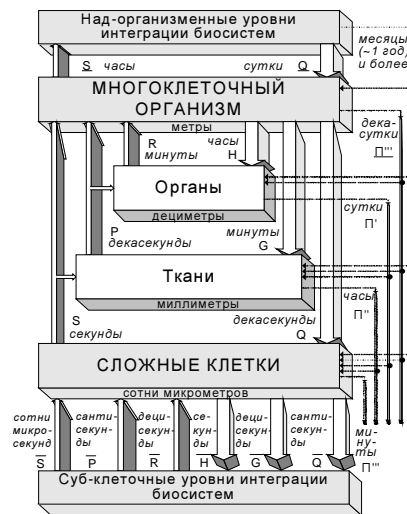 Над-организменные уровни
интеграции биосистем
месяцы
(~1 год)
и более
S часы
сутки Q
МНОГОКЛЕТОЧНЫЙ
ОРГАНИЗМ
метры
дека-
сутки
П'''
R
минуты
часы
H
Органы
дециметры
сутки
П'
P
декасекунды
минуты
G
Ткани
миллиметры
часы
П''
S
секунды
декасекунды
Q
СЛОЖНЫЕ КЛЕТКИ
сотни микрометров
сотни
микро-
секунд
S
санти-
секун-
ды
P
деци-
секун-
ды
R
се-
кун-
ды
H
деци-
секун-
ды
G
санти-
секун-
ды
Q
ми-
ну-
ты
П'''
Суб-клеточные уровни интеграции
биосистем